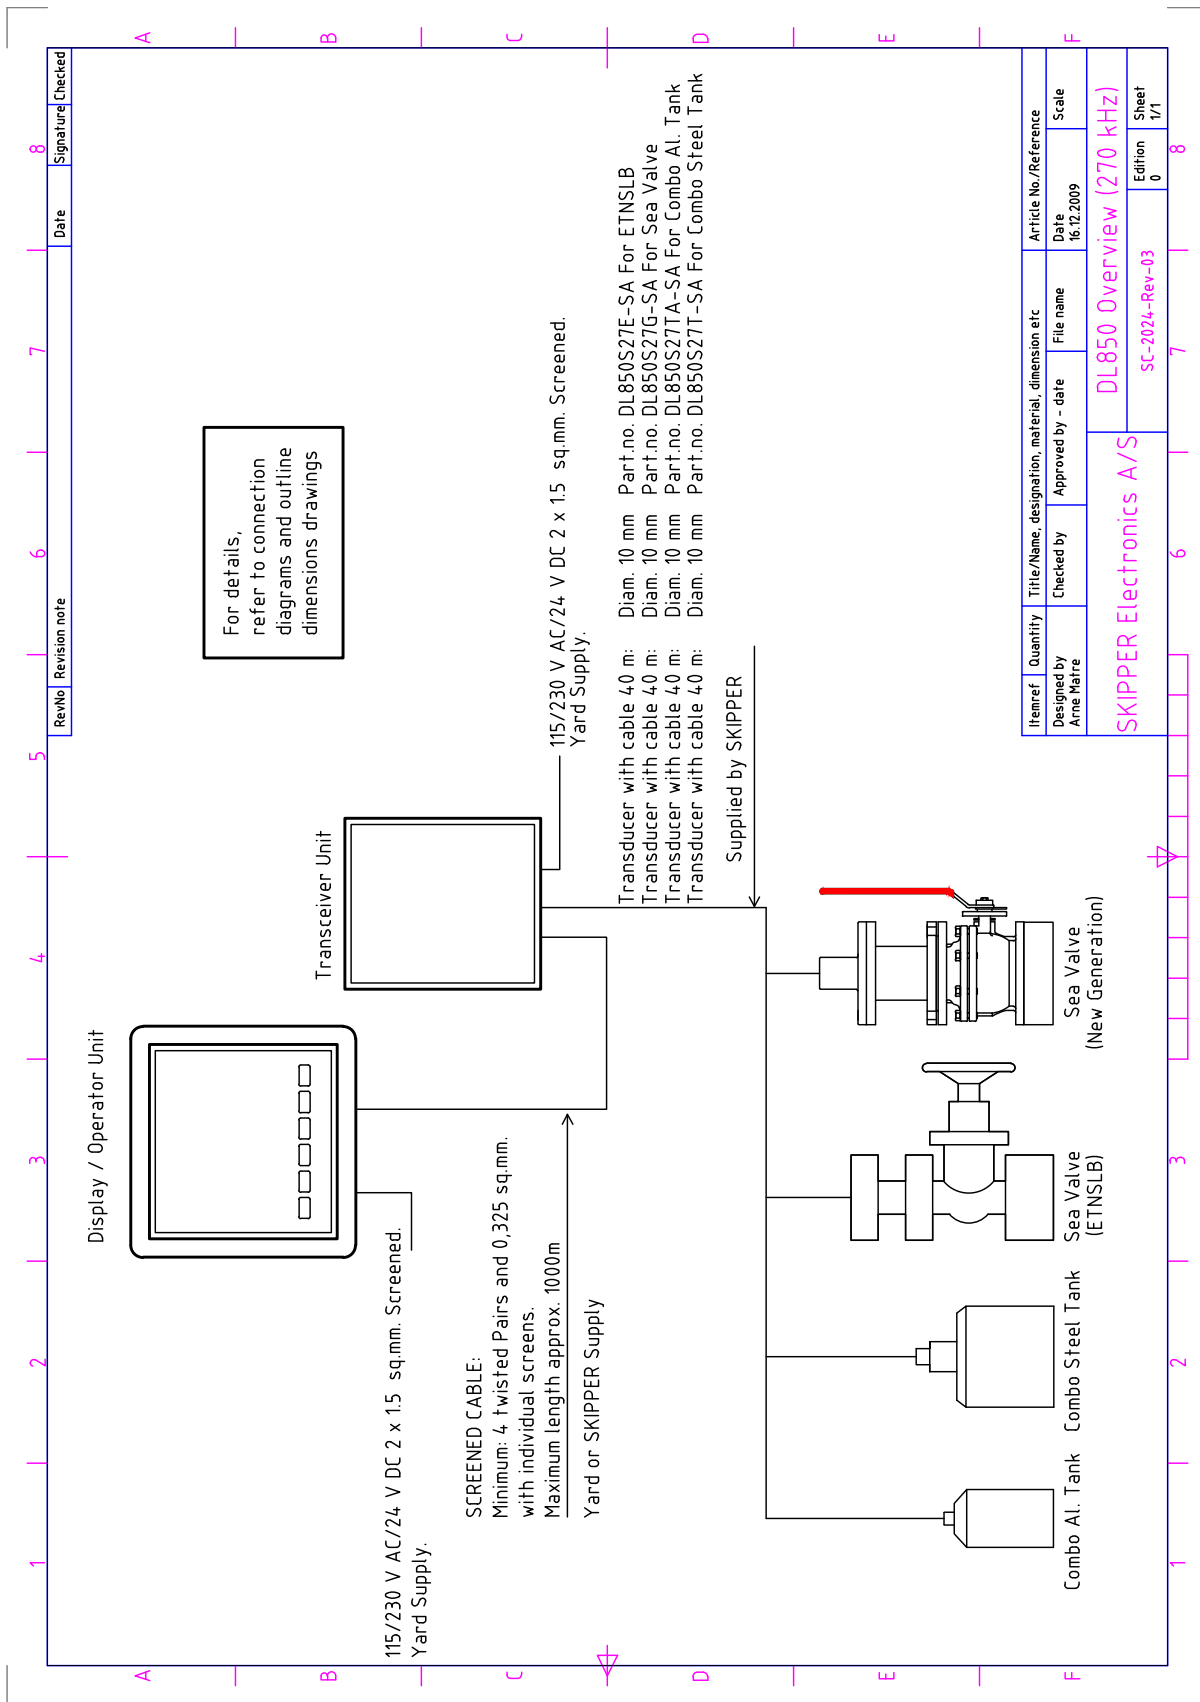 RevNo Revision note Date Signature Checked
A B C D E F
1 2 3 4 5 6 7 8
Display / Operator Unit
Transceiver Unit
For details,
refer to connection
diagrams and outline
dimensions drawings
115/230 V AC/24 V DC 2 x 1.5 sq.mm. Screened.
Yard Supply.
115/230 V AC/24 V DC 2 x 1.5 sq.mm. Screened.
Yard Supply.
SCREENED CABLE:
Minimum: 4 twisted Pairs and 0,325 sq.mm.
with individual screens.
Maximum length approx. 1000m
Yard or SKIPPER Supply
Transducer with cable 40 m: Diam. 10 mm Part.no. DL850S27E-SA For ETNSLB
Transducer with cable 40 m: Diam. 10 mm Part.no. DL850S27G-SA For Sea Valve
Transducer with cable 40 m: Diam. 10 mm Part.no. DL850S27TA-SA For Combo Al. Tank
Transducer with cable 40 m: Diam. 10 mm Part.no. DL850S27T-SA For Combo Steel Tank
Supplied by SKIPPER
Combo Al. Tank
Combo Steel Tank
Sea Valve
(ETNSLB)
Sea Valve
(New Generation)
Itemref Quantity Title/Name, designation, material, dimension etc Article No./Reference
Designed by
Arne Matre
Checked by
Approved by - date
File name
Date
16.12.2009
Scale
SKIPPER Electronics A/S
DL850 Overview (270 kHz)
SC-2024-Rev-03
Edition
0
Sheet
1/1
1 2 3 4 5 6 7 8
A B C D E F